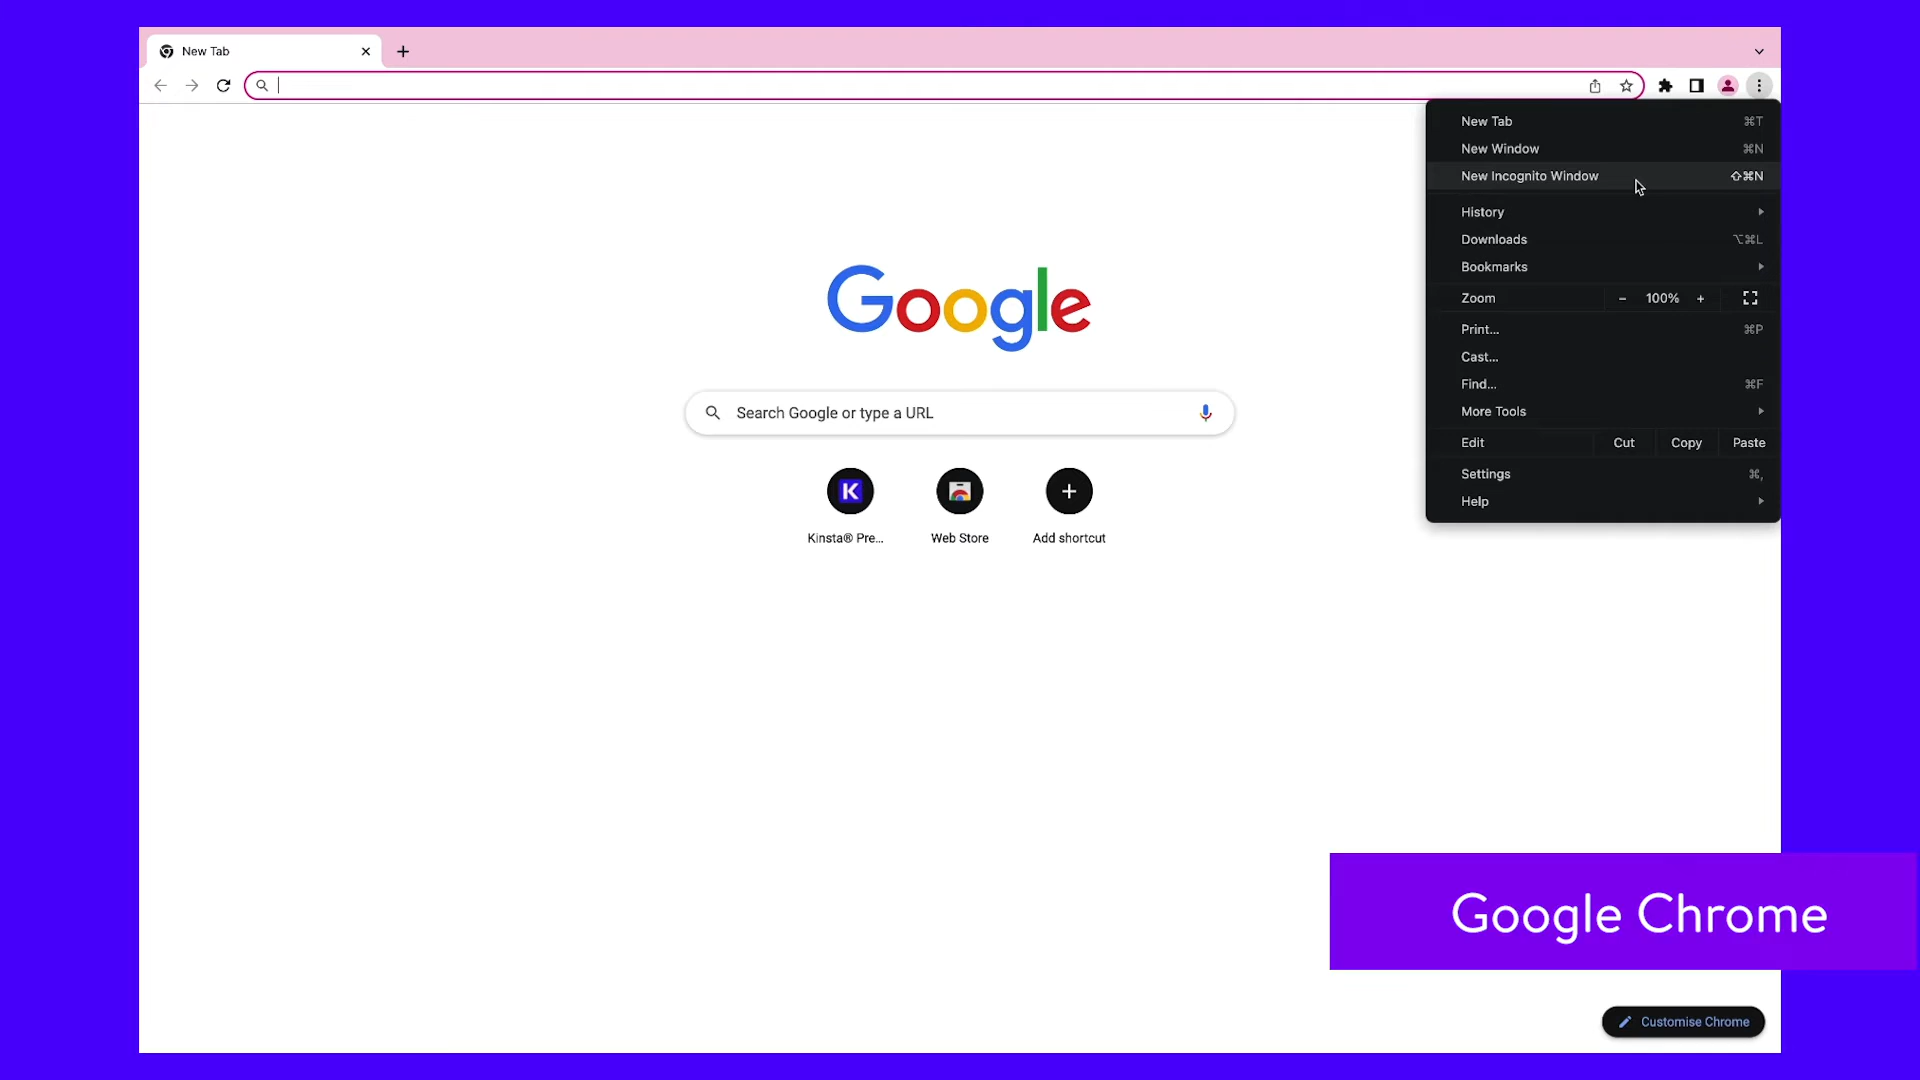 New Tab
New Tab ⌘T
New Window ⌘N
New Incognito Window ⇧⌘N
History
Downloads ⌥⌘L
Bookmarks
Zoom − 100% +
Print... ⌘P
Cast...
Find... ⌘F
More Tools
Edit Cut Copy Paste
Settings ⌘,
Help
Google
Search Google or type a URL
K
Kinsta® Pre... Web Store Add shortcut
Google Chrome
Customise Chrome